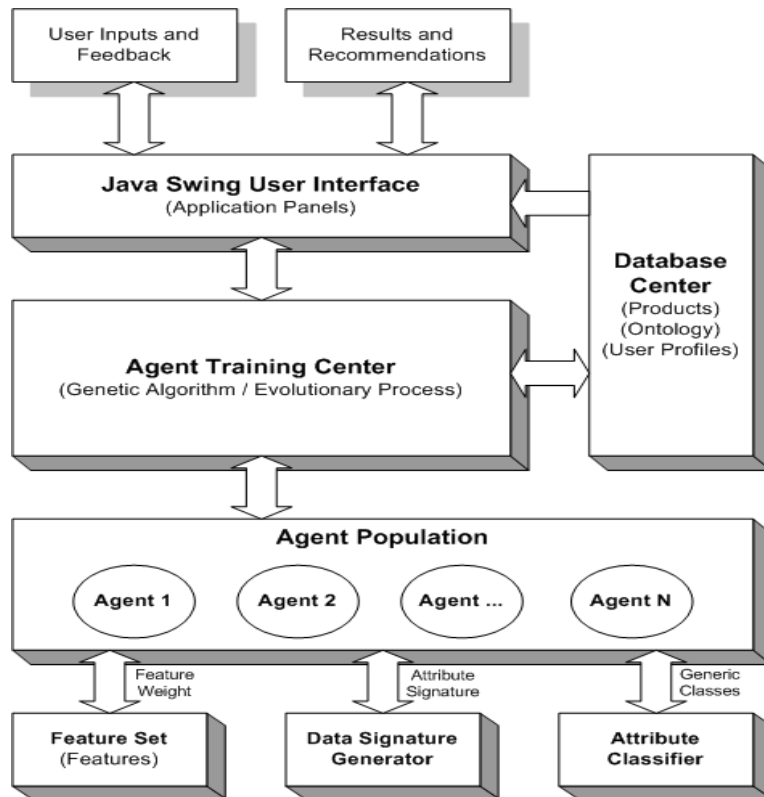 User Inputs and
Feedback
Results and
Recommendations
Java Swing User Interface
(Application Panels)
Database
Center
(Products)
(Ontology)
(User Profiles)
Agent Training Center
(Genetic Algorithm / Evolutionary Process)
Agent Population
Agent 1
Agent 2
Agent ...
Agent N
Feature
Weight
Attribute
Signature
Generic
Classes
Feature Set
(Features)
Data Signature
Generator
Attribute
Classifier